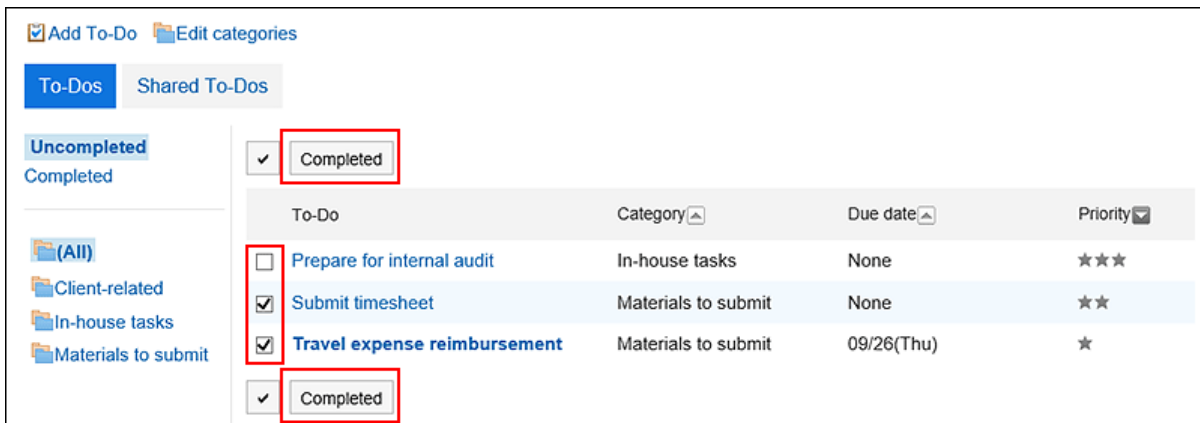 Add To-Do Edit categories
To-Dos Shared To-Dos
Uncompleted
Completed
(All)
Client-related
In-house tasks
Materials to submit
Completed
To-Do Category Due date Priority
Prepare for internal audit In-house tasks None ★★★
Submit timesheet Materials to submit None ★★
Travel expense reimbursement Materials to submit 09/26(Thu) ★
Completed